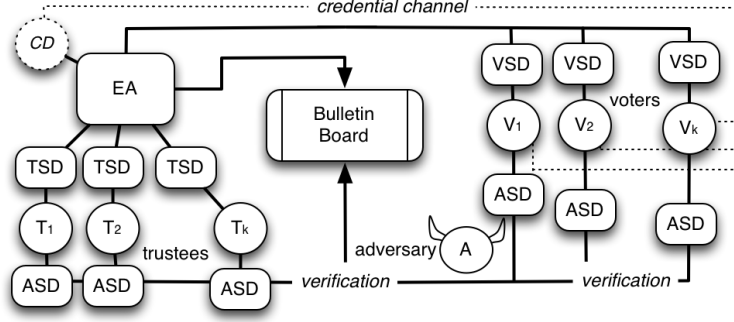 credential channel
CD
EA
Bulletin
Board
VSD
VSD
VSD
voters
V1
V2
Vk
TSD
TSD
TSD
ASD
ASD
ASD
T1
T2
Tk
trustees
adversary
A
ASD
ASD
ASD
verification
verification